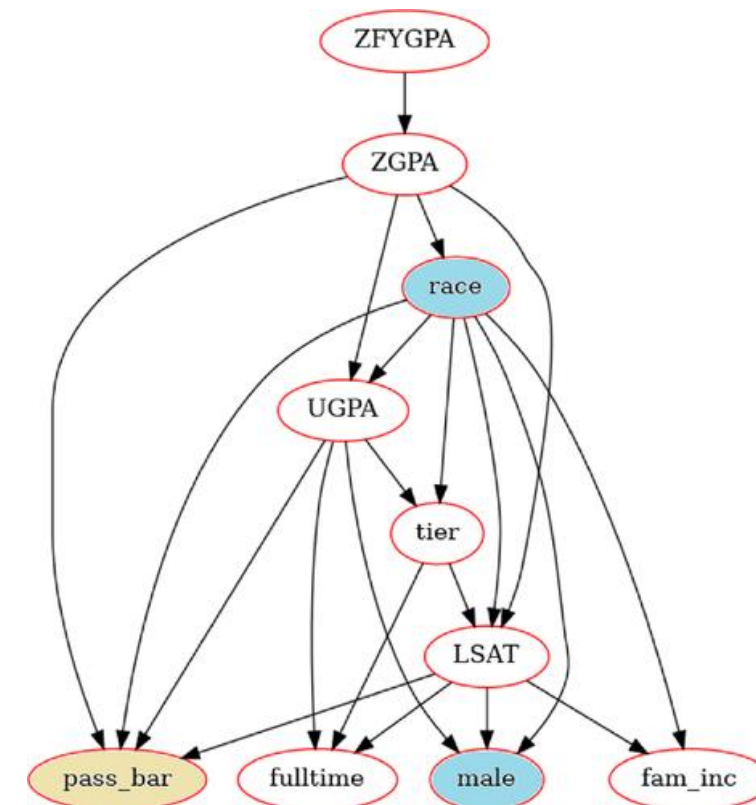 ZFYGPA
ZGPA
race
UGPA
tier
LSAT
pass_bar
fulltime
male
fam_inc